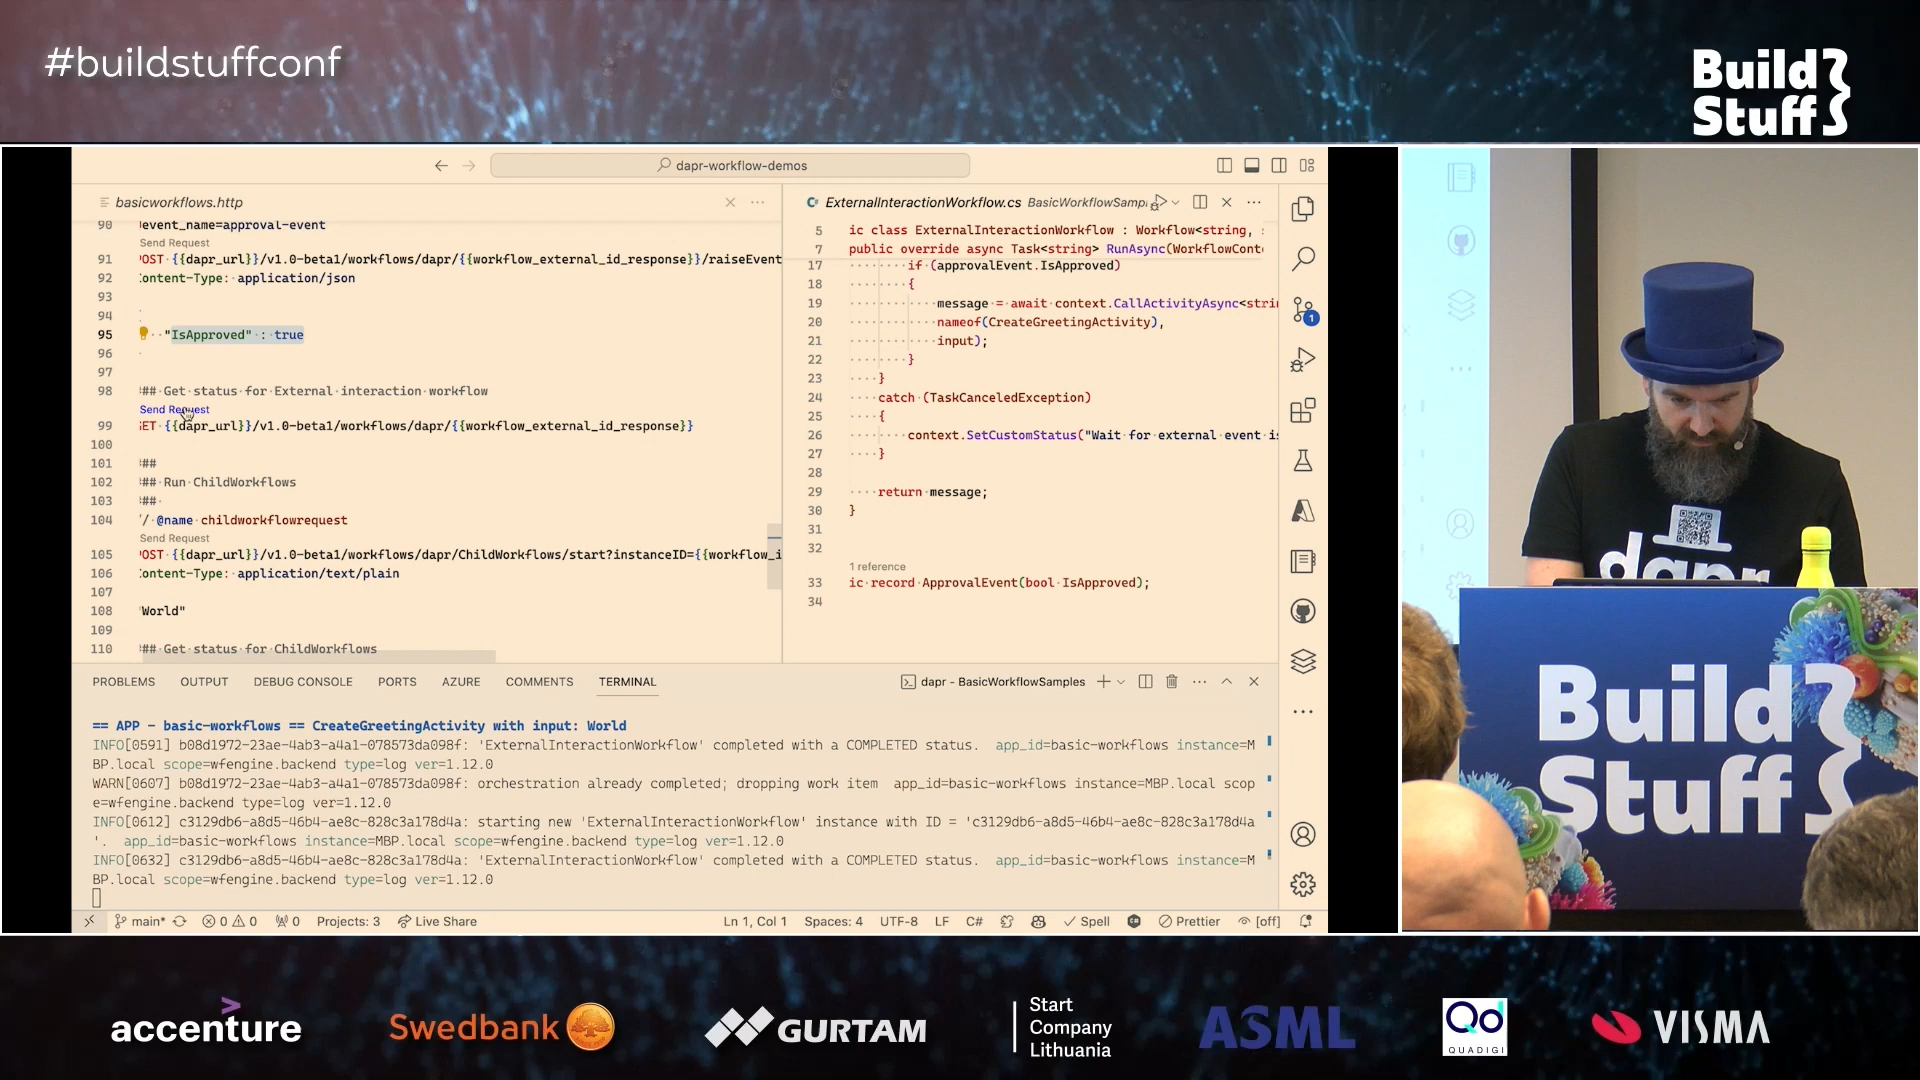 #buildstuffconf
Build
Stuff
dapr-workflow-demos
basicworkflows.http
90 event_name=approval-event
Send Request
91 OST {{dapr_url}}/v1.0-beta1/workflows/dapr/{{workflow_external_id_response}}/raiseEvent
92 ontent-Type: application/json
93
94
95 "IsApproved" : true
96
97
98 ## Get status for External interaction workflow
Send Request
99 ET {{dapr_url}}/v1.0-beta1/workflows/dapr/{{workflow_external_id_response}}
100
101 ##
102 ## Run ChildWorkflows
103 ##
104 / @name childworkflowrequest
Send Request
105 OST {{dapr_url}}/v1.0-beta1/workflows/dapr/ChildWorkflows/start?instanceID={{workflow_i
106 ontent-Type: application/text/plain
107
108 World"
109
110 ## Get status for ChildWorkflows
ExternalInteractionWorkflow.cs BasicWorkflowSampl
5 ic class ExternalInteractionWorkflow : Workflow<string,
7 public override async Task<string> RunAsync(WorkflowConte
17 if (approvalEvent.IsApproved)
18 {
19 message = await context.CallActivityAsync<strin
20 nameof(CreateGreetingActivity),
21 input);
22 }
23 }
24 catch (TaskCanceledException)
25 {
26 context.SetCustomStatus("Wait for external event is
27 }
28
29 return message;
30 }
31
32
1 reference
33 ic record ApprovalEvent(bool IsApproved);
34
1
PROBLEMS OUTPUT DEBUG CONSOLE PORTS AZURE COMMENTS TERMINAL
dapr - BasicWorkflowSamples
== APP - basic-workflows == CreateGreetingActivity with input: World
INFO[0591] b08d1972-23ae-4ab3-a4a1-078573da098f: 'ExternalInteractionWorkflow' completed with a COMPLETED status. app_id=basic-workflows instance=M
BP.local scope=wfengine.backend type=log ver=1.12.0
WARN[0607] b08d1972-23ae-4ab3-a4a1-078573da098f: orchestration already completed; dropping work item app_id=basic-workflows instance=MBP.local scop
e=wfengine.backend type=log ver=1.12.0
INFO[0612] c3129db6-a8d5-46b4-ae8c-828c3a178d4a: starting new 'ExternalInteractionWorkflow' instance with ID = 'c3129db6-a8d5-46b4-ae8c-828c3a178d4a
'. app_id=basic-workflows instance=MBP.local scope=wfengine.backend type=log ver=1.12.0
INFO[0632] c3129db6-a8d5-46b4-ae8c-828c3a178d4a: 'ExternalInteractionWorkflow' completed with a COMPLETED status. app_id=basic-workflows instance=M
BP.local scope=wfengine.backend type=log ver=1.12.0
main* 0 0 0 Projects: 3 Live Share
Ln 1, Col 1 Spaces: 4 UTF-8 LF C# Spell Prettier [off]
dapr
Build
Stuff
accenture
Swedbank
GURTAM
Start
Company
Lithuania
ASML
Qd
QUADIGI
VISMA